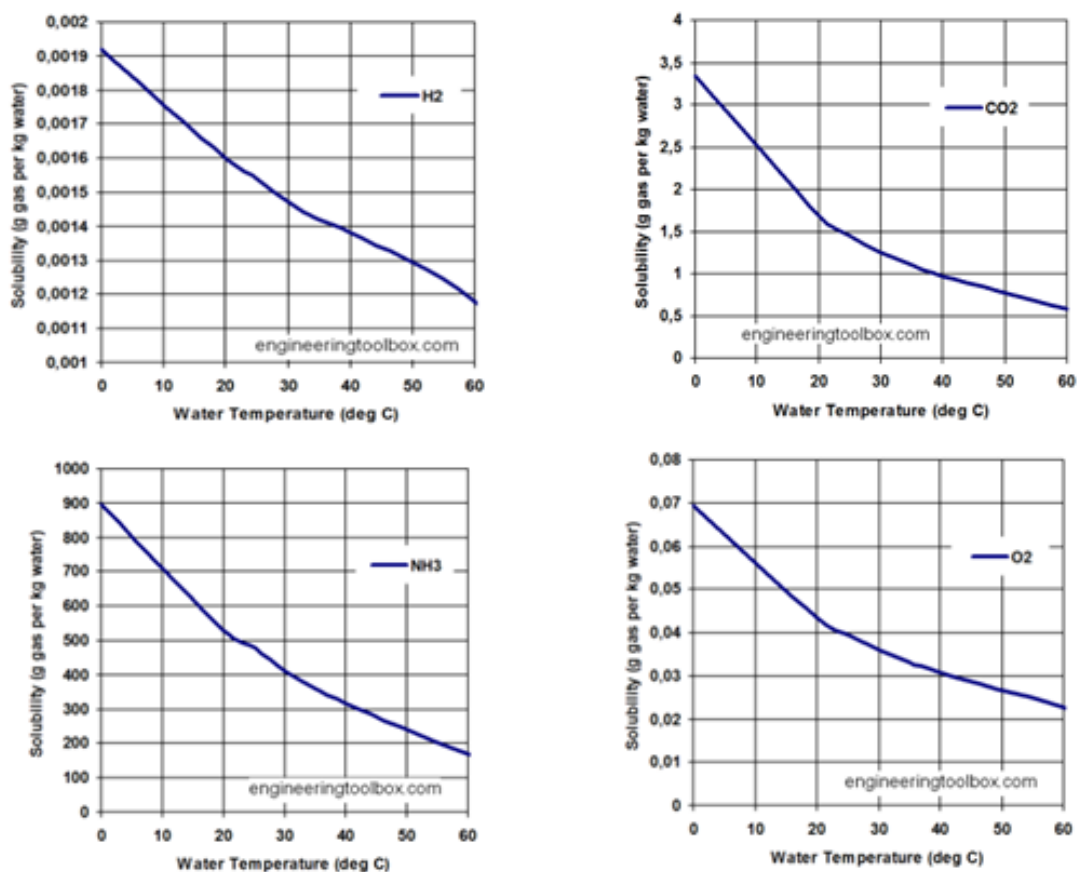 0,002
0,0019
0,0018
0,0017
0,0016
0,0015
0,0014
0,0013
0,0012
0,0011
0,001
Solubility (g gas per kg water)
H2
engineeringtoolbox.com
0 10 20 30 40 50 60
Water Temperature (deg C)
4
3,5
3
2,5
2
1,5
1
0,5
0
Solubility (g gas per kg water)
CO2
engineeringtoolbox.com
0 10 20 30 40 50 60
Water Temperature (deg C)
1000
900
800
700
600
500
400
300
200
100
0
Solubility (g gas per kg water)
NH3
engineeringtoolbox.com
0 10 20 30 40 50 60
Water Temperature (deg C)
0,08
0,07
0,06
0,05
0,04
0,03
0,02
0,01
0
Solubility (g gas per kg water)
O2
engineeringtoolbox.com
0 10 20 30 40 50 60
Water Temperature (deg C)